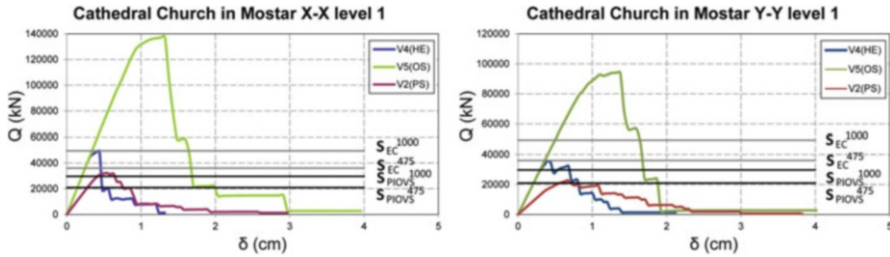 Cathedral Church in Mostar X-X level 1
140000
120000
100000
80000
60000
40000
20000
0
Q (kN)
V4(HE)
V5(OS)
V2(PS)
S EC 1000
S EC 475
S PIOVS 1000
S PIOVS 475
0 1 2 3 4 5
δ (cm)
Cathedral Church in Mostar Y-Y level 1
120000
100000
80000
60000
40000
20000
0
Q (kN)
V4(HE)
V5(OS)
V2(PS)
S EC 1000
S EC 475
S PIOVS 1000
S PIOVS 475
0 1 2 3 4 5
δ (cm)